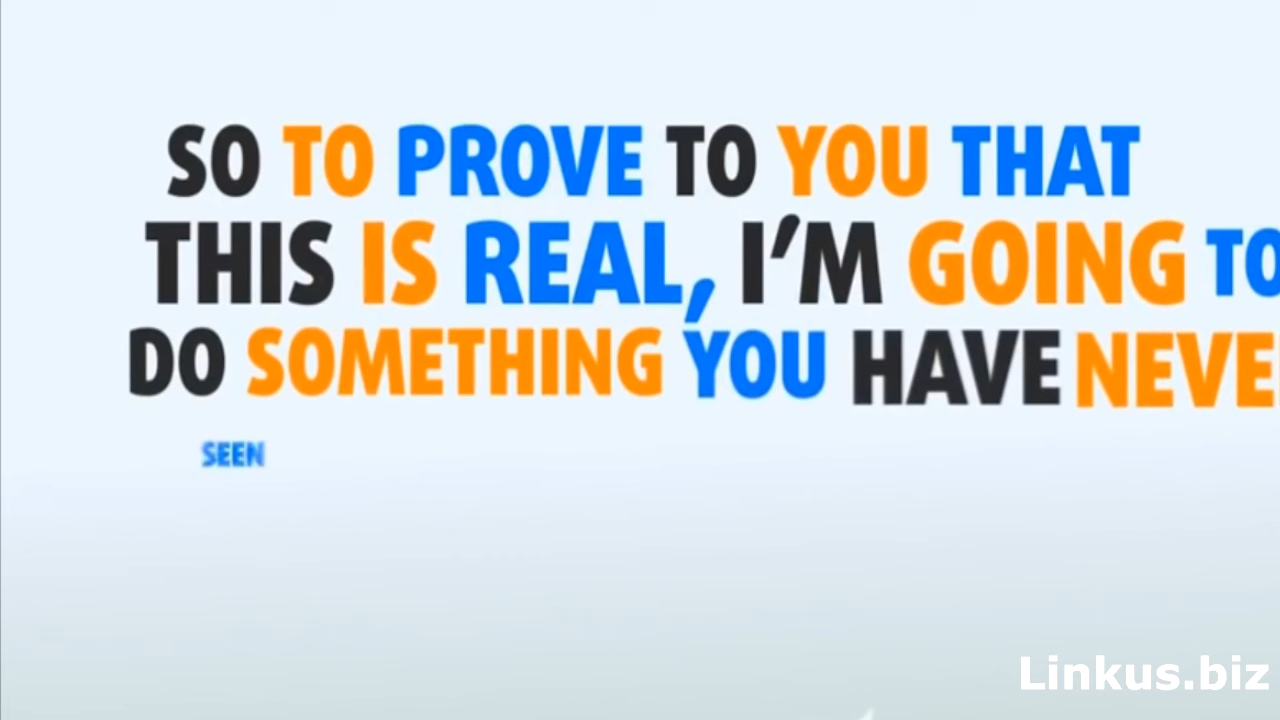 SO TO PROVE TO YOU THAT
THIS IS REAL, I'M GOING TO
DO SOMETHING YOU HAVE NEVE
SEEN
Linkus.biz